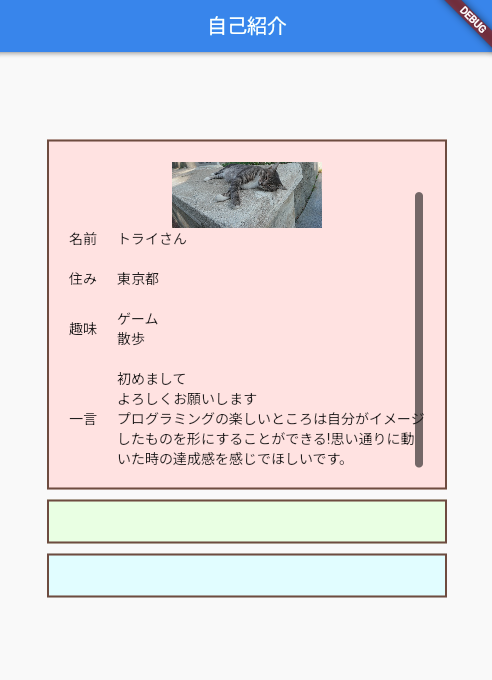 自己紹介
DEBUG
名前 トライさん
住み 東京都
趣味 ゲーム
散歩
初めまして
よろしくお願いします
一言 プログラミングの楽しいところは自分がイメージ
したものを形にすることができる!思い通りに動
いた時の達成感を感じてほしいです。